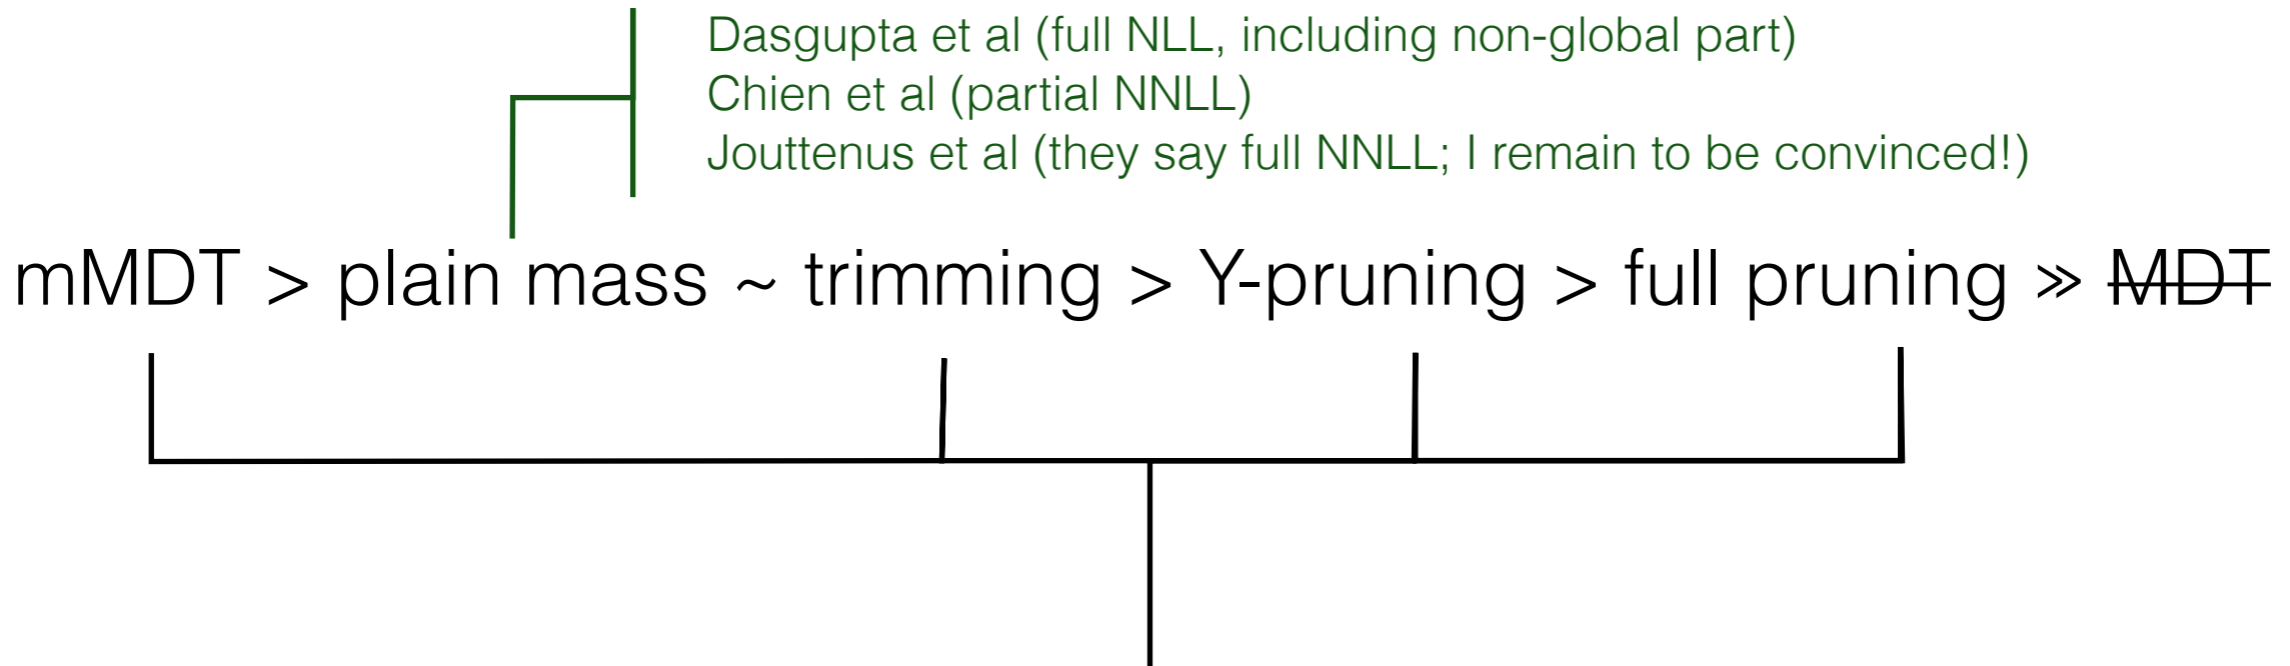 Dasgupta et al (full NLL, including non-global part)
Chien et al (partial NNLL)
Jouttenus et al (they say full NNLL; I remain to be convinced!)
mMDT > plain mass ~ trimming > Y-pruning > full pruning » MDT